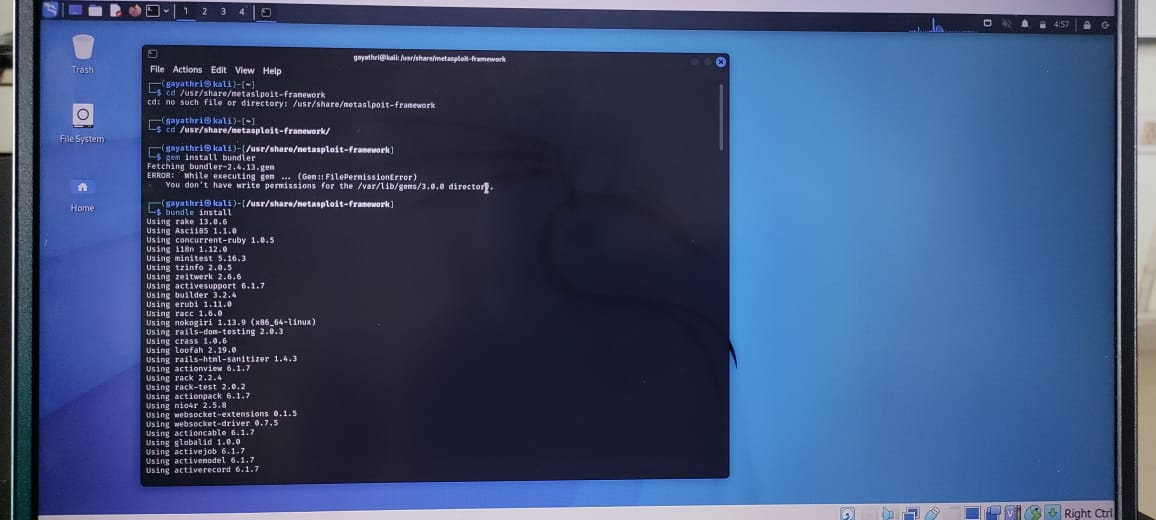 1 2 3 4
4:57
Trash
File System
Home
gayathri@kali: /usr/share/metasploit-framework
File Actions Edit View Help
(gayathri㉿kali)-[~]
$ cd /usr/share/metaslpoit-framework
cd: no such file or directory: /usr/share/metaslpoit-framework
(gayathri㉿kali)-[~]
$ cd /usr/share/metasploit-framework/
(gayathri㉿kali)-[/usr/share/metasploit-framework]
$ gem install bundler
Fetching bundler-2.4.13.gem
ERROR:  While executing gem ... (Gem::FilePermissionError)
You don't have write permissions for the /var/lib/gems/3.0.0 directory.
(gayathri㉿kali)-[/usr/share/metasploit-framework]
$ bundle install
Using rake 13.0.6
Using Ascii85 1.1.0
Using concurrent-ruby 1.0.5
Using i18n 1.12.0
Using minitest 5.16.3
Using tzinfo 2.0.5
Using zeitwerk 2.6.6
Using activesupport 6.1.7
Using builder 3.2.4
Using erubi 1.11.0
Using racc 1.6.0
Using nokogiri 1.13.9 (x86_64-linux)
Using rails-dom-testing 2.0.3
Using crass 1.0.6
Using loofah 2.19.0
Using rails-html-sanitizer 1.4.3
Using actionview 6.1.7
Using rack 2.2.4
Using rack-test 2.0.2
Using actionpack 6.1.7
Using nio4r 2.5.8
Using websocket-extensions 0.1.5
Using websocket-driver 0.7.5
Using actioncable 6.1.7
Using globalid 1.0.0
Using activejob 6.1.7
Using activemodel 6.1.7
Using activerecord 6.1.7
Right Ctrl